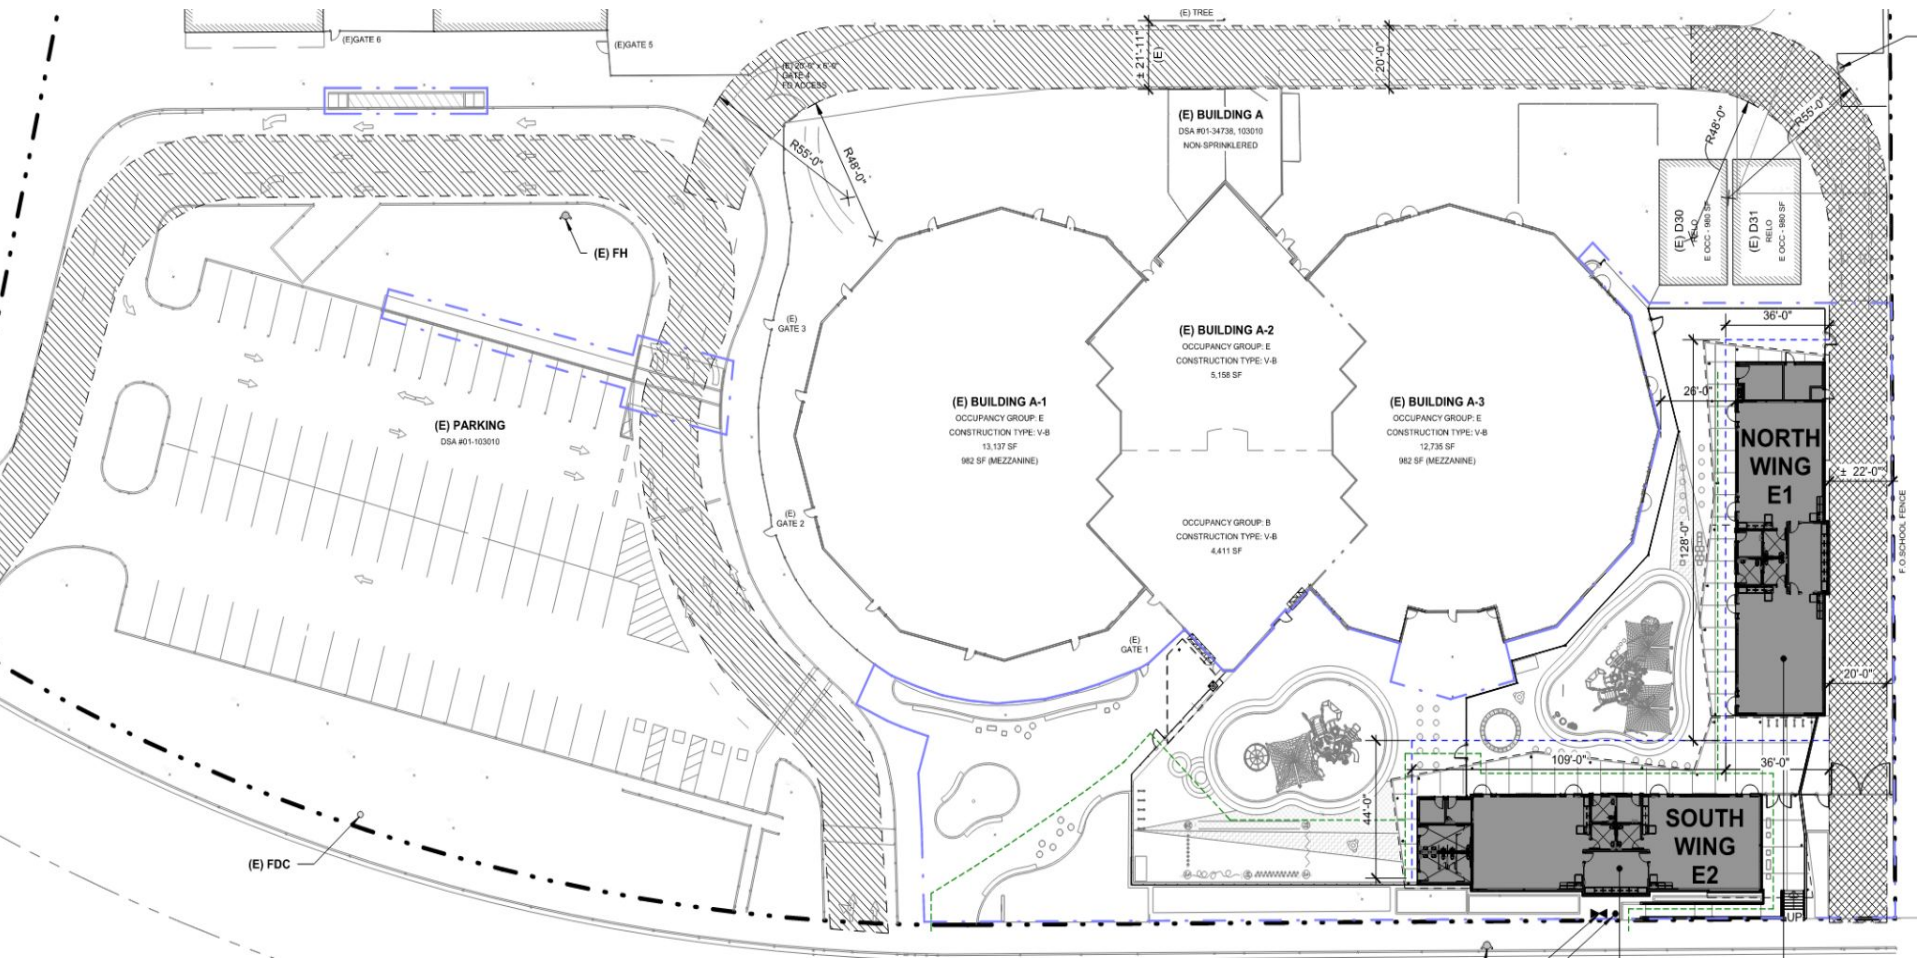 (E) TREE
(E)GATE 6
(E)GATE 5
± 21'-11"
(E)
20'-0"
(E) 20'-0" x 6'-0"
GATE 4
FD ACCESS
R55'-0"
R48'-0"
(E) BUILDING A
DSA #01-34738, 103010
NON-SPRINKLERED
R48'-0"
R55'-0"
(E) D30
RELO
E OCC - 980 SF
(E) D31
RELO
E OCC - 980 SF
(E) FH
(E)
GATE 3
(E) BUILDING A-2
OCCUPANCY GROUP: E
CONSTRUCTION TYPE: V-B
5,158 SF
36'-0"
26'-0"
(E) PARKING
DSA #01-103010
(E) BUILDING A-1
OCCUPANCY GROUP: E
CONSTRUCTION TYPE: V-B
13,137 SF
982 SF (MEZZANINE)
(E) BUILDING A-3
OCCUPANCY GROUP: E
CONSTRUCTION TYPE: V-B
12,735 SF
982 SF (MEZZANINE)
NORTH
WING
E1
± 22'-0"
F.O.SCHOOL FENCE
(E)
GATE 2
OCCUPANCY GROUP: B
CONSTRUCTION TYPE: V-B
4,411 SF
128'-0"
(E)
GATE 1
20'-0"
109'-0"
36'-0"
44'-0"
SOUTH
WING
E2
(E) FDC
UP